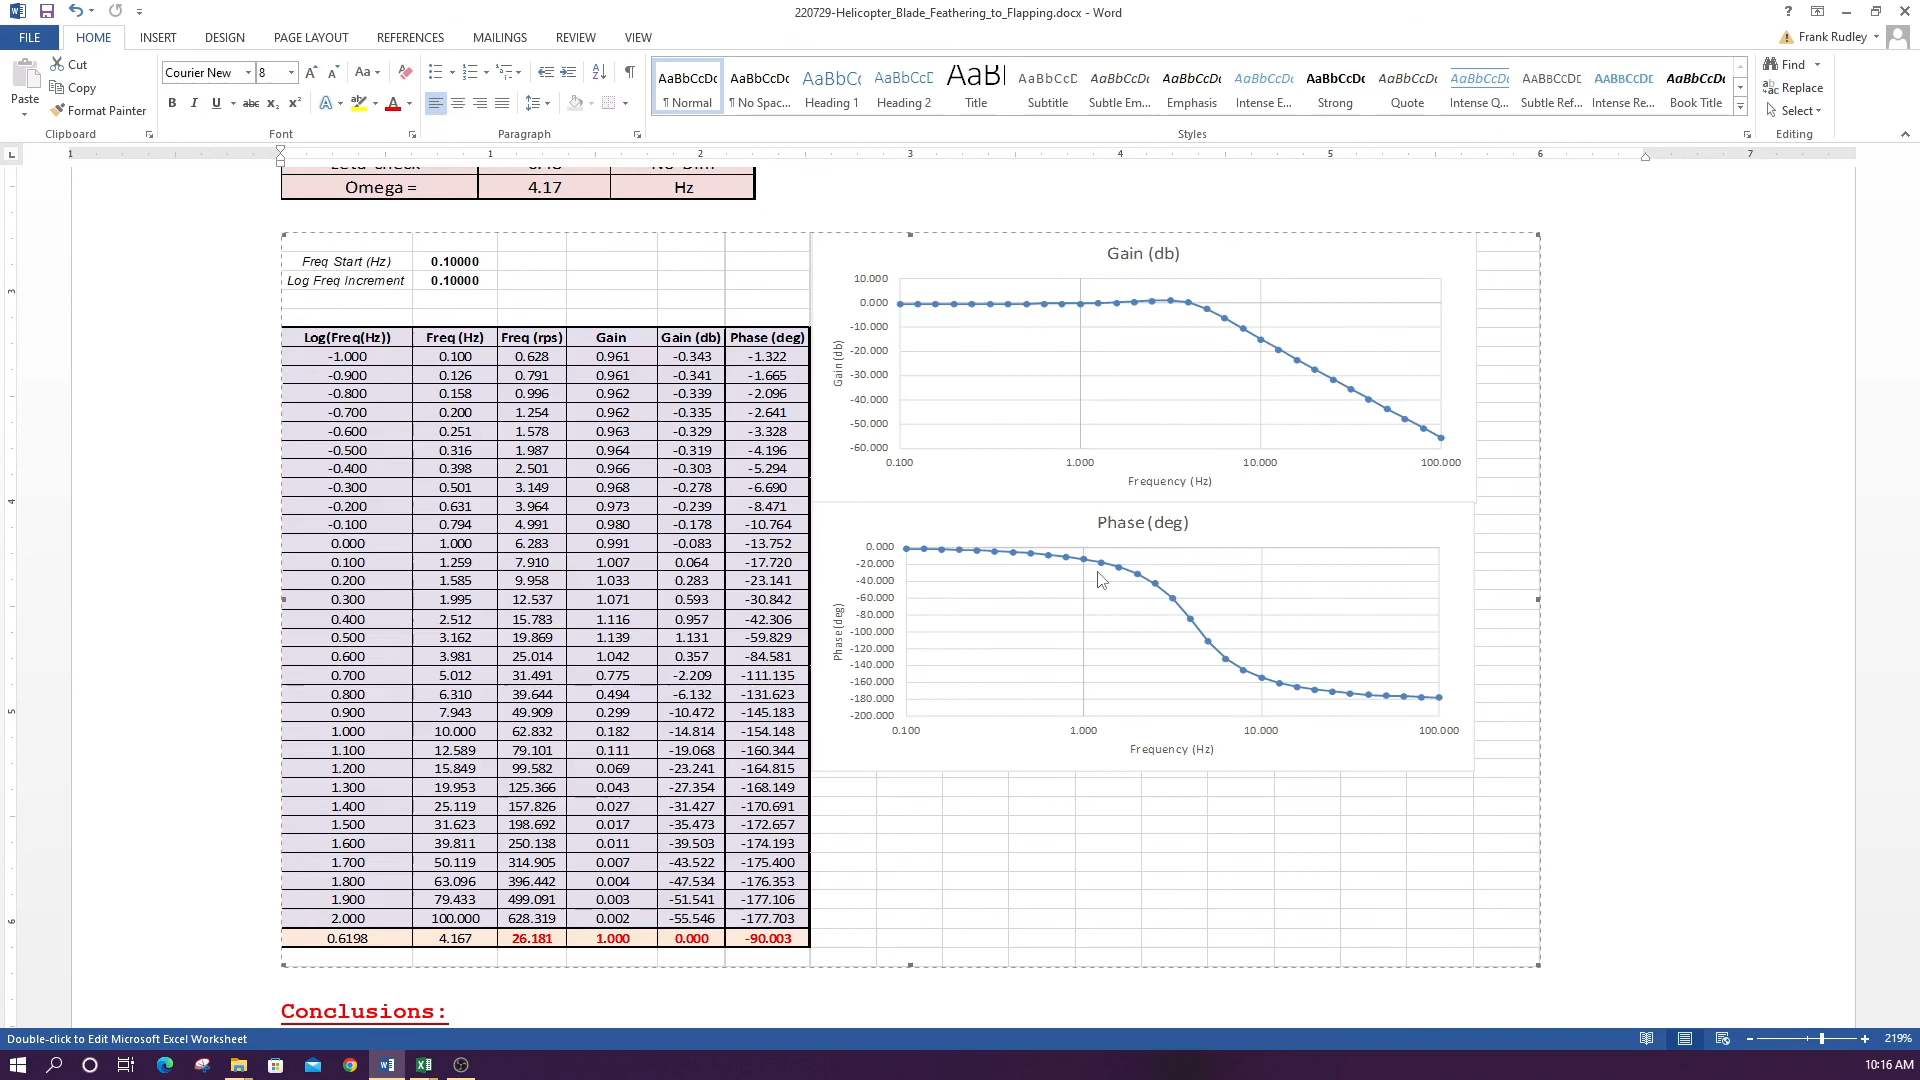 220729-Helicopter_Blade_Feathering_to_Flapping.docx - Word
FILE HOME INSERT DESIGN PAGE LAYOUT REFERENCES MAILINGS REVIEW VIEW
Frank Rudley
Paste
Cut
Copy
Format Painter
Clipboard
Courier New 8
Font
Paragraph
AaBbCcDc AaBbCcDc AaBbCc AaBbCcD AaB AaBbCcD AaBbCcDc AaBbCcDc AaBbCcDc AaBbCcDc AaBbCcDc AaBbCcDc AABBCCDE AABBCCDE AaBbCcDc
¶ Normal ¶ No Spac... Heading 1 Heading 2 Title Subtitle Subtle Em... Emphasis Intense E... Strong Quote Intense Q... Subtle Ref... Intense Re... Book Title
Styles
Find
Replace
Select
Editing
1 1 2 3 4 5 6 7
3
4
5
6
Omega = 4.17 Hz
Freq Start (Hz) 0.10000
Log Freq Increment 0.10000
Log(Freq(Hz)) Freq (Hz) Freq (rps) Gain Gain (db) Phase (deg)
-1.000 0.100 0.628 0.961 -0.343 -1.322
-0.900 0.126 0.791 0.961 -0.341 -1.665
-0.800 0.158 0.996 0.962 -0.339 -2.096
-0.700 0.200 1.254 0.962 -0.335 -2.641
-0.600 0.251 1.578 0.963 -0.329 -3.328
-0.500 0.316 1.987 0.964 -0.319 -4.196
-0.400 0.398 2.501 0.966 -0.303 -5.294
-0.300 0.501 3.149 0.968 -0.278 -6.690
-0.200 0.631 3.964 0.973 -0.239 -8.471
-0.100 0.794 4.991 0.980 -0.178 -10.764
0.000 1.000 6.283 0.991 -0.083 -13.752
0.100 1.259 7.910 1.007 0.064 -17.720
0.200 1.585 9.958 1.033 0.283 -23.141
0.300 1.995 12.537 1.071 0.593 -30.842
0.400 2.512 15.783 1.116 0.957 -42.306
0.500 3.162 19.869 1.139 1.131 -59.829
0.600 3.981 25.014 1.042 0.357 -84.581
0.700 5.012 31.491 0.775 -2.209 -111.135
0.800 6.310 39.644 0.494 -6.132 -131.623
0.900 7.943 49.909 0.299 -10.472 -145.183
1.000 10.000 62.832 0.182 -14.814 -154.148
1.100 12.589 79.101 0.111 -19.068 -160.344
1.200 15.849 99.582 0.069 -23.241 -164.815
1.300 19.953 125.366 0.043 -27.354 -168.149
1.400 25.119 157.826 0.027 -31.427 -170.691
1.500 31.623 198.692 0.017 -35.473 -172.657
1.600 39.811 250.138 0.011 -39.503 -174.193
1.700 50.119 314.905 0.007 -43.522 -175.400
1.800 63.096 396.442 0.004 -47.534 -176.353
1.900 79.433 499.091 0.003 -51.541 -177.106
2.000 100.000 628.319 0.002 -55.546 -177.703
0.6198 4.167 26.181 1.000 0.000 -90.003
Gain (db)
Gain (db)
10.000
0.000
-10.000
-20.000
-30.000
-40.000
-50.000
-60.000
0.100 1.000 10.000 100.000
Frequency (Hz)
Phase (deg)
Phase (deg)
0.000
-20.000
-40.000
-60.000
-80.000
-100.000
-120.000
-140.000
-160.000
-180.000
-200.000
0.100 1.000 10.000 100.000
Frequency (Hz)
Conclusions:
Double-click to Edit Microsoft Excel Worksheet
219%
10:16 AM